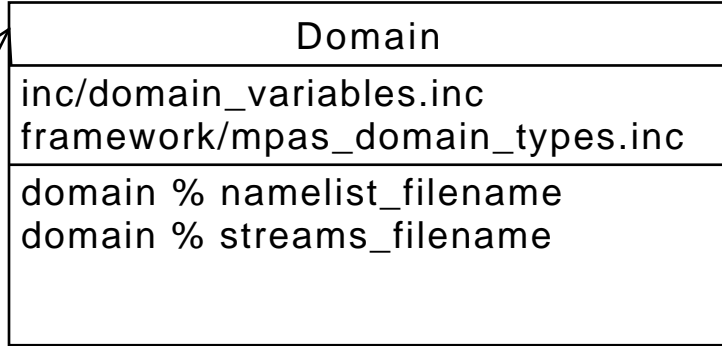 Domain
inc/domain_variables.inc
framework/mpas_domain_types.inc
domain % namelist_filename
domain % streams_filename